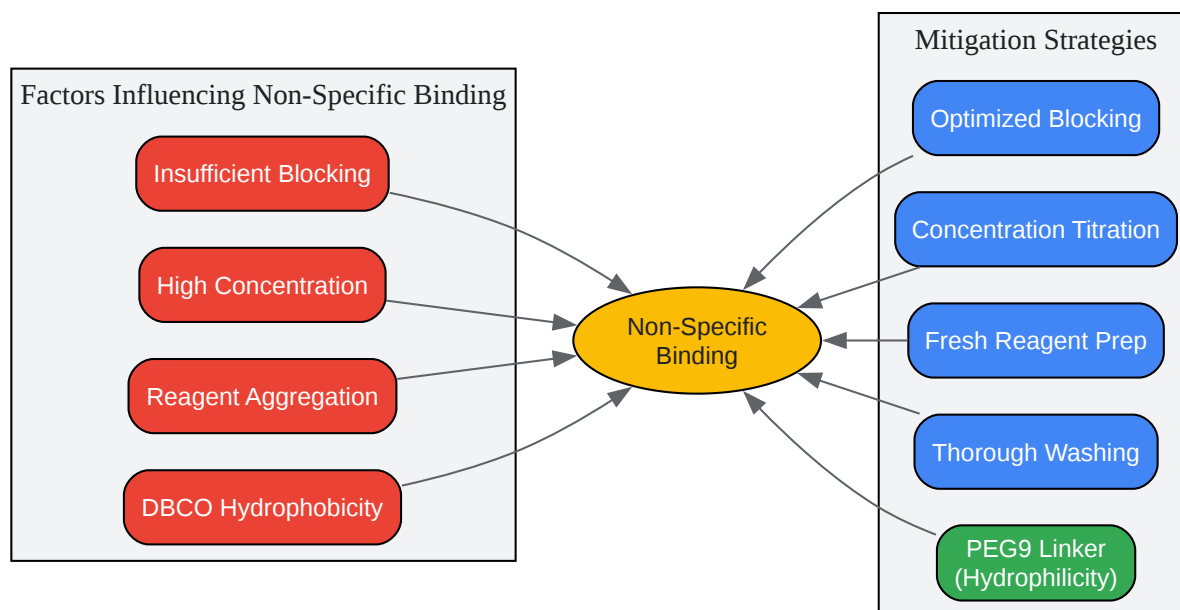 Factors Influencing Non-Specific Binding
Insufficient Blocking
High Concentration
Reagent Aggregation
DBCO Hydrophobicity
Non-Specific
Binding
Mitigation Strategies
Optimized Blocking
Concentration Titration
Fresh Reagent Prep
Thorough Washing
PEG9 Linker
(Hydrophilicity)